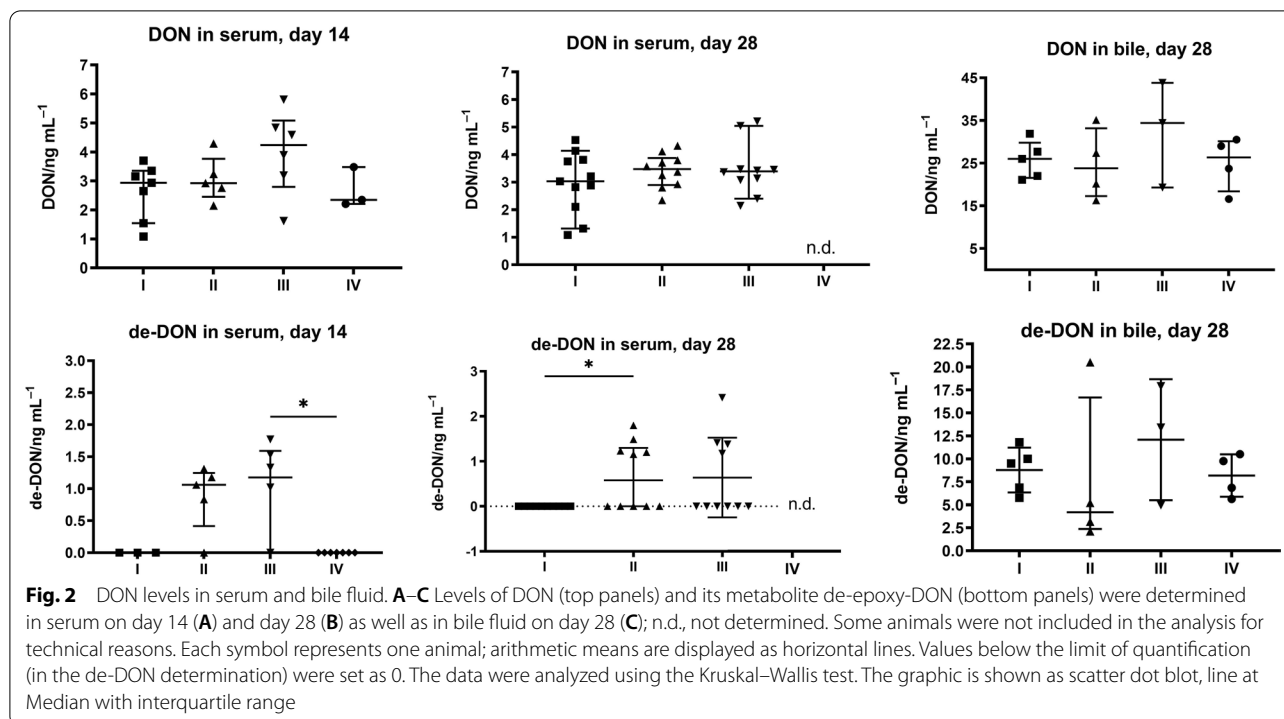 DON in serum, day 14
DON/ng mL⁻¹
7
6
5
4
3
2
1
0
I II III IV
DON in serum, day 28
DON/ng mL⁻¹
7
6
5
4
3
2
1
0
n.d.
I II III IV
DON in bile, day 28
DON/ng mL⁻¹
45
35
25
15
5
I II III IV
de-DON in serum, day 14
de-DON/ng mL⁻¹
3.0
2.5
2.0
1.5
1.0
0.5
0.0
*
I II III IV
de-DON in serum, day 28
de-DON/ng mL⁻¹
3
2
1
0
-1
*
n.d.
I II III IV
de-DON in bile, day 28
de-DON/ng mL⁻¹
22.5
20.0
17.5
15.0
12.5
10.0
7.5
5.0
2.5
0.0
I II III IV
Fig. 2 DON levels in serum and bile fluid. A–C Levels of DON (top panels) and its metabolite de-epoxy-DON (bottom panels) were determined
in serum on day 14 (A) and day 28 (B) as well as in bile fluid on day 28 (C); n.d., not determined. Some animals were not included in the analysis for
technical reasons. Each symbol represents one animal; arithmetic means are displayed as horizontal lines. Values below the limit of quantification
(in the de-DON determination) were set as 0. The data were analyzed using the Kruskal–Wallis test. The graphic is shown as scatter dot blot, line at
Median with interquartile range